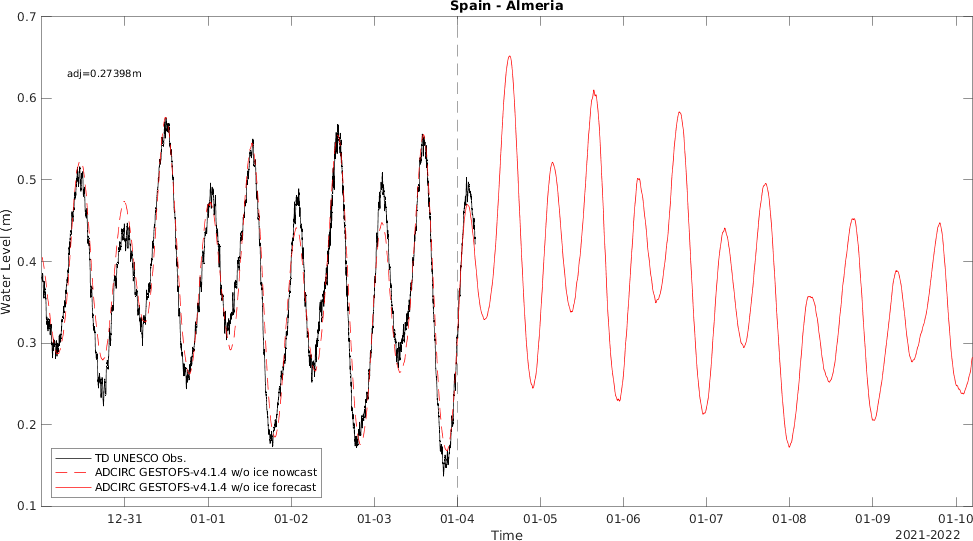 Spain - Almeria
0.7
adj=0.27398m
0.6
0.5
0.4
0.3
0.2
0.1
Water Level (m)
TD UNESCO Obs.
ADCIRC GESTOFS-v4.1.4 w/o ice nowcast
ADCIRC GESTOFS-v4.1.4 w/o ice forecast
12-31 01-01 01-02 01-03 01-04 01-05 01-06 01-07 01-08 01-09 01-10
Time
2021-2022